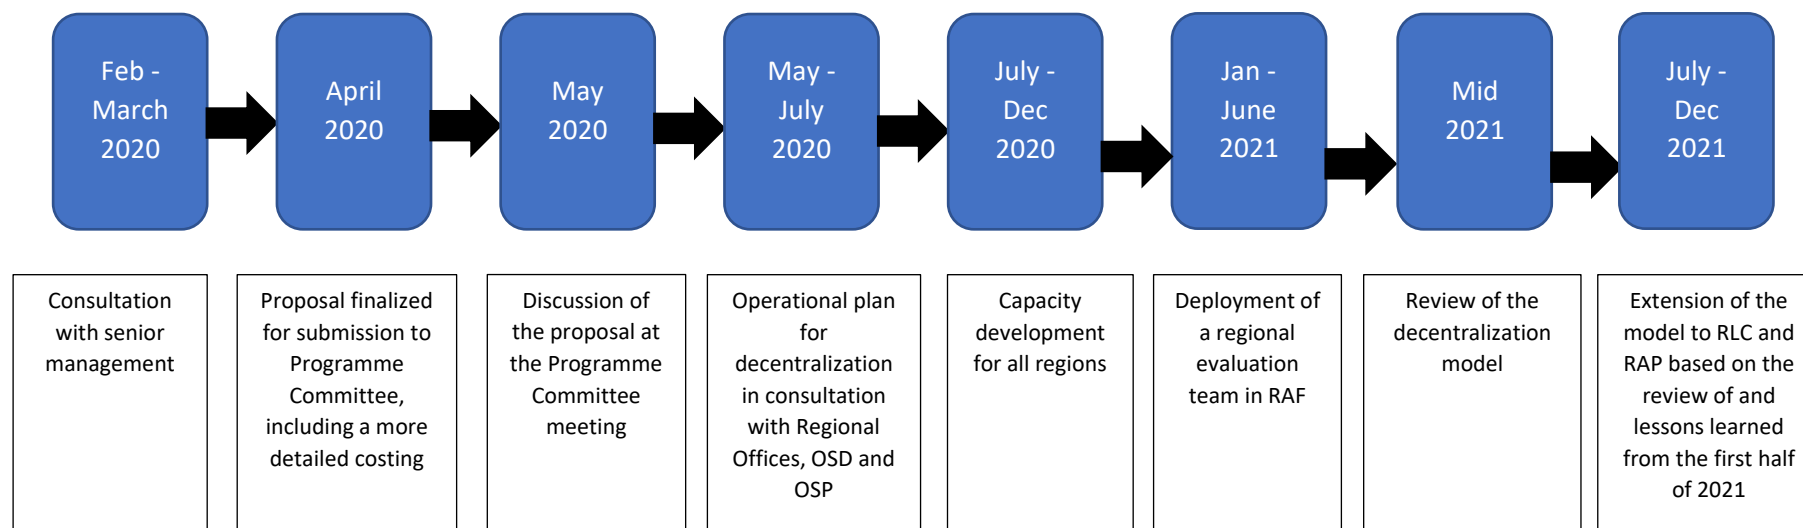 Feb -
March
2020
April
2020
May
2020
May -
July
2020
July -
Dec
2020
Jan -
June
2021
Mid
2021
July -
Dec
2021
Consultation
with senior
management
Proposal finalized
for submission to
Programme
Committee,
including a more
detailed costing
Discussion of
the proposal at
the Programme
Committee
meeting
Operational plan
for
decentralization
in consultation
with Regional
Offices, OSD and
OSP
Capacity
development
for all regions
Deployment of
a regional
evaluation
team in RAF
Review of the
decentralization
model
Extension of the
model to RLC and
RAP based on the
review of and
lessons learned
from the first half
of 2021